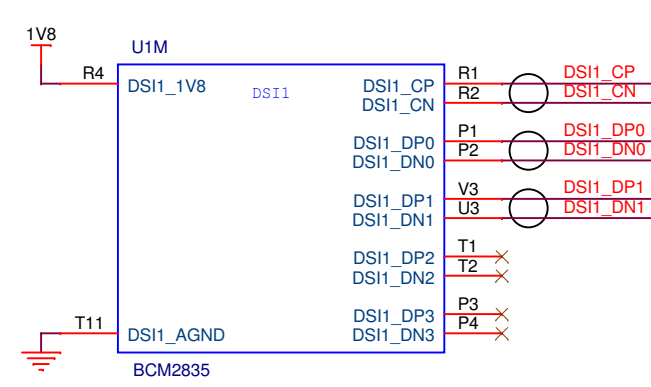 1V8
U1M
R4
DSI1_1V8
DSI1
DSI1_CP
R1
DSI1_CP
DSI1_CN
R2
DSI1_CN
DSI1_DP0
P1
DSI1_DP0
DSI1_DN0
P2
DSI1_DN0
DSI1_DP1
V3
DSI1_DP1
DSI1_DN1
U3
DSI1_DN1
DSI1_DP2
T1
DSI1_DN2
T2
DSI1_DP3
P3
T11
DSI1_AGND
DSI1_DN3
P4
BCM2835